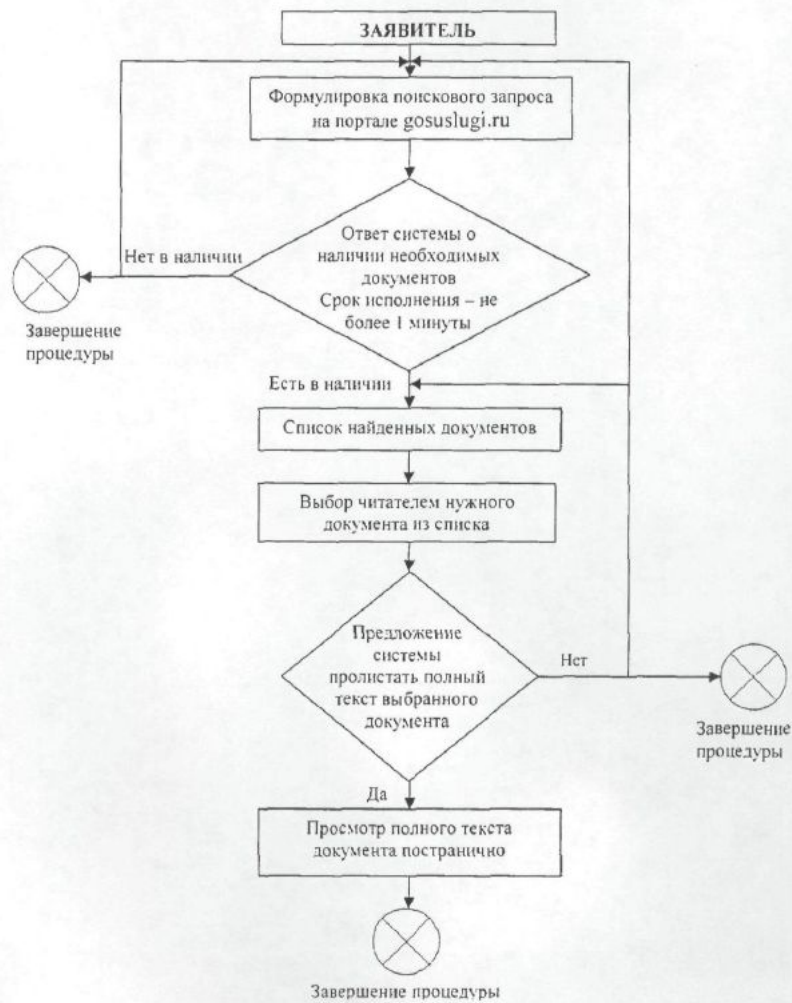 ЗАЯВИТЕЛЬ
Формулировка поискового запроса
на портале gosuslugi.ru
Ответ системы о
наличии необходимых
документов
Срок исполнения – не
более 1 минуты
Нет в наличии
Завершение
процедуры
Есть в наличии
Список найденных документов
Выбор читателем нужного
документа из списка
Предложение
системы
пролистать полный
текст выбранного
документа
Нет
Завершение
процедуры
Да
Просмотр полного текста
документа постранично
Завершение процедуры